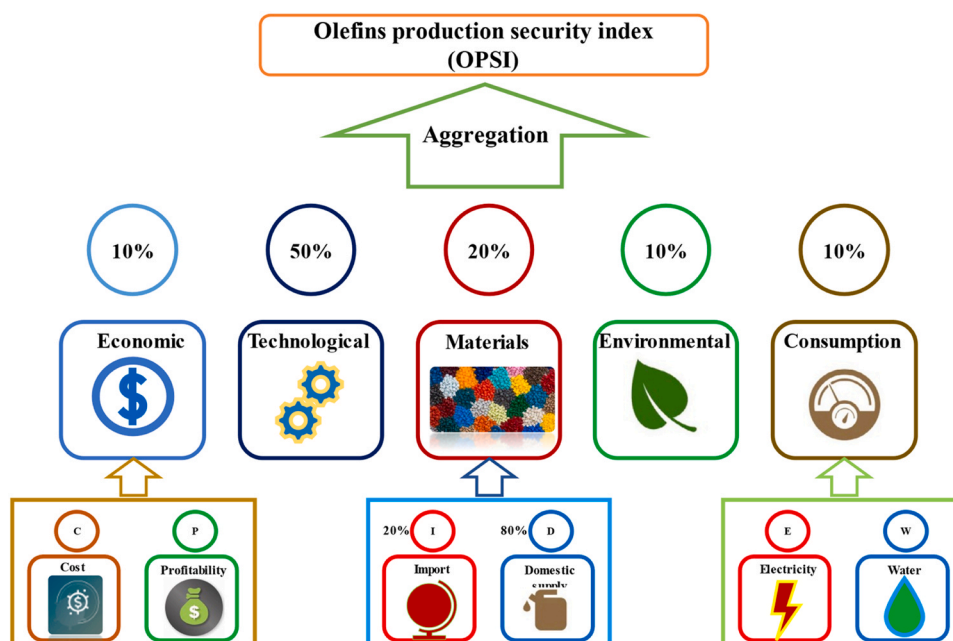 Olefins production security index
(OPSI)
Aggregation
10%
50%
20%
10%
10%
Economic
Technological
Materials
Environmental
Consumption
C
P
20%
I
80%
D
E
W
Cost
Profitability
Import
Domestic
supply
Electricity
Water